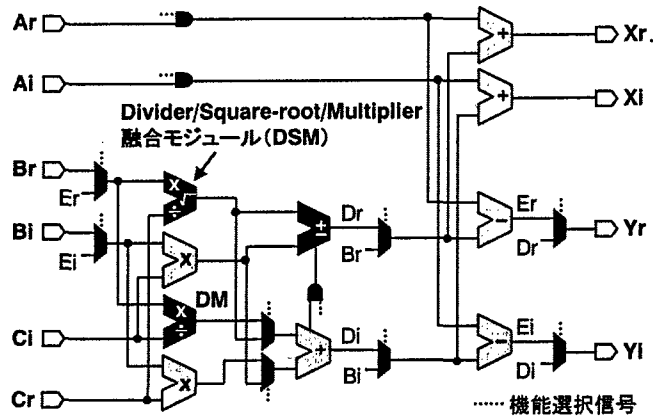 Ar
Xr.
Ai
Xi
Divider/Square-root/Multiplier
融合モジュール(DSM)
Br
Er
Bi
Ei
×
√
÷
×
DM
×
÷
×
Ci
Cr
±
+
Dr
Br
Di
Bi
+
+
−
−
Er
Dr
Yr
Ei
Di
Yi
機能選択信号